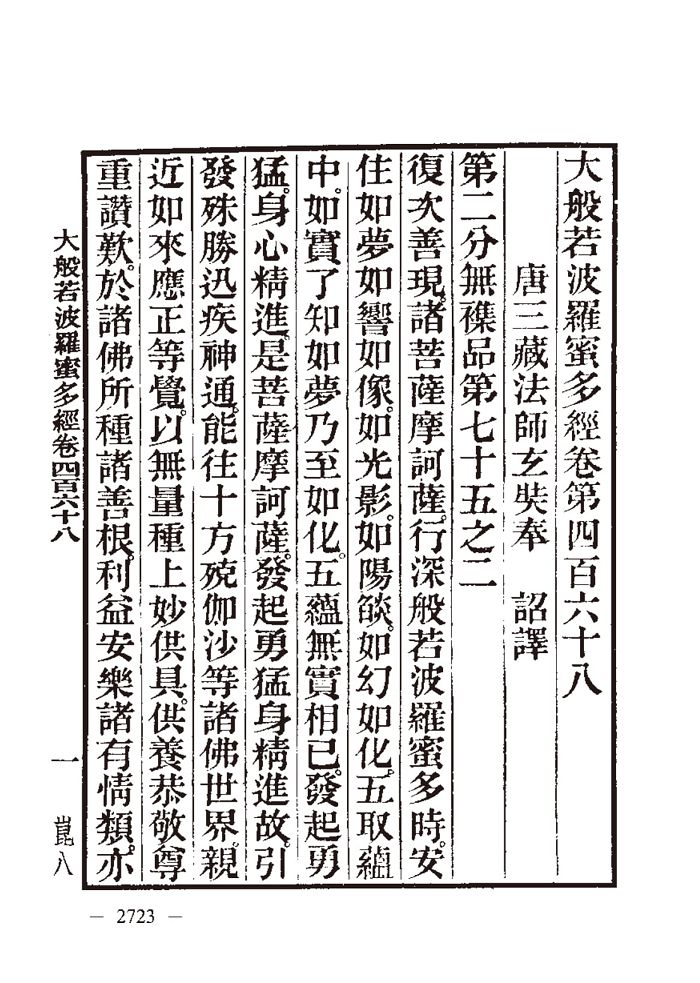 大般若波羅蜜多經卷第四百六十八
唐三藏法師玄奘奉　詔譯
第二分無襍品第七十五之二
復次善現。諸菩薩摩訶薩。行深般若波羅蜜多時。安
住如夢如響如像。如光影。如陽燄。如幻如化。五取蘊
中。如實了知如夢乃至如化。五蘊無實相已。發起勇
猛。身心精進。是菩薩摩訶薩。發起勇猛身精進故。引
發殊勝迅疾神通。能往十方殑伽沙等諸佛世界。親
近如來應正等覺。以無量種上妙供具。供養恭敬尊
重讚歎。於諸佛所種諸善根。利益安樂諸有情類。亦
大般若波羅蜜多經卷四百六十八
一
崑八
— 2723 —